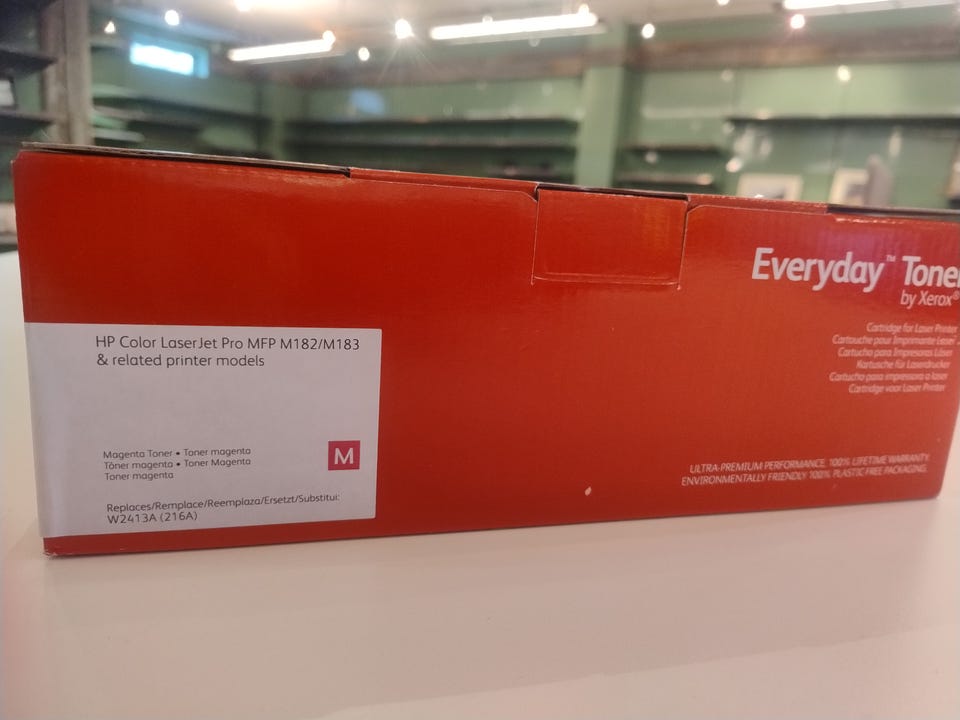 Everyday™ Toner
by Xerox®
Cartridge for Laser Printer
Cartouche pour Imprimante Laser
Cartucho para Impresoras Láser
Kartusche für Laserdrucker
Cartucho para impressora a laser
Cartridge voor Laser Printer
HP Color LaserJet Pro MFP M182/M183
& related printer models
Magenta Toner • Toner magenta
Tóner magenta • Toner Magenta
Toner magenta
M
Replaces/Remplace/Reemplaza/Ersetzt/Substitui:
W2413A (216A)
ULTRA-PREMIUM PERFORMANCE. 100% LIFETIME WARRANTY.
ENVIRONMENTALLY FRIENDLY. 100% PLASTIC FREE PACKAGING.